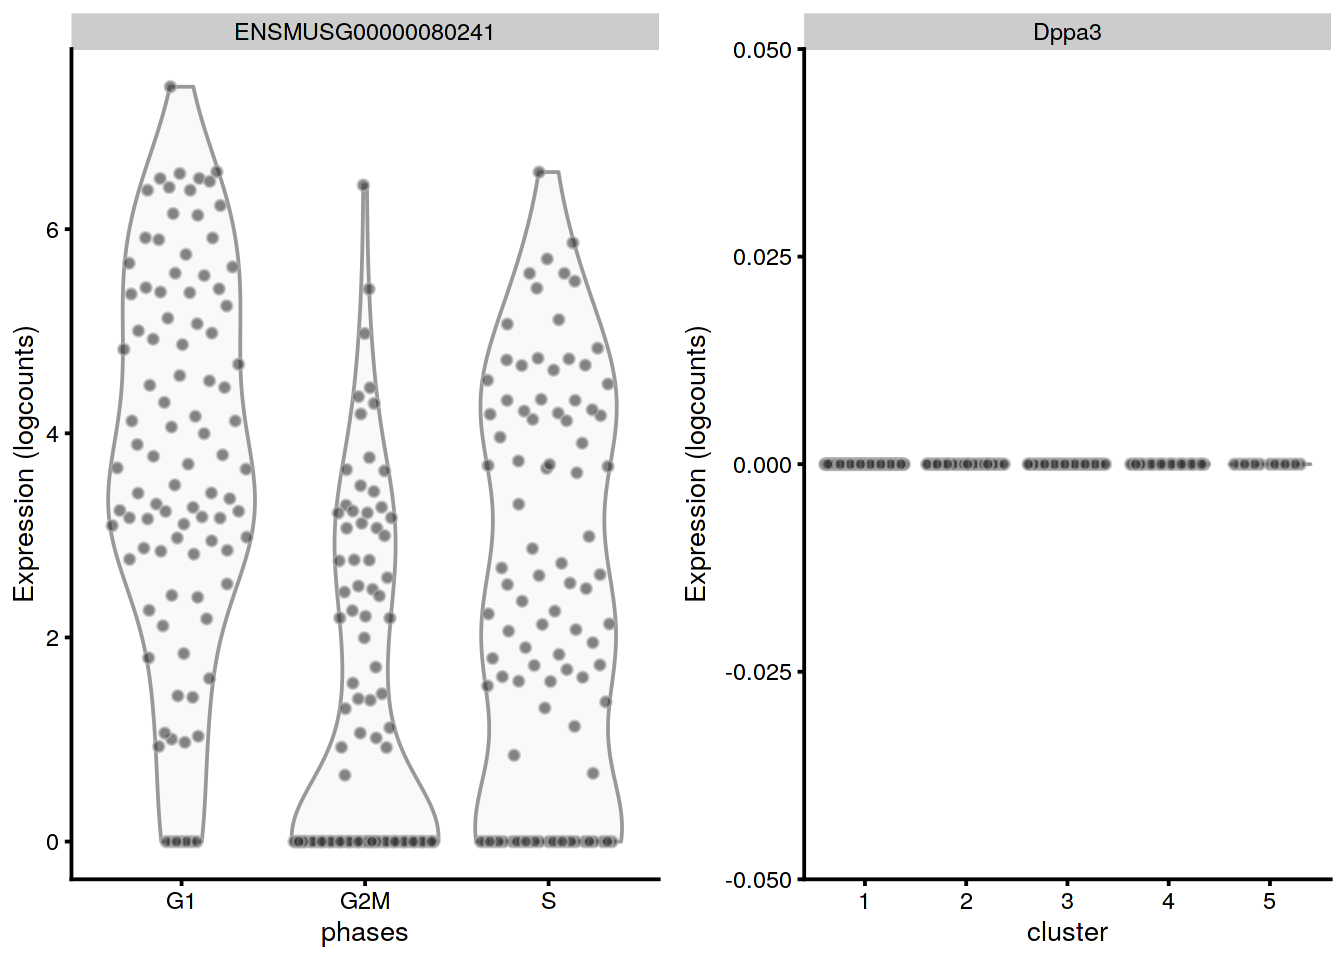 ENSMUSG00000080241
Expression (logcounts)
6
4
2
0
G1 G2M S
phases
Dppa3
Expression (logcounts)
0.050
0.025
0.000
-0.025
-0.050
1 2 3 4 5
cluster